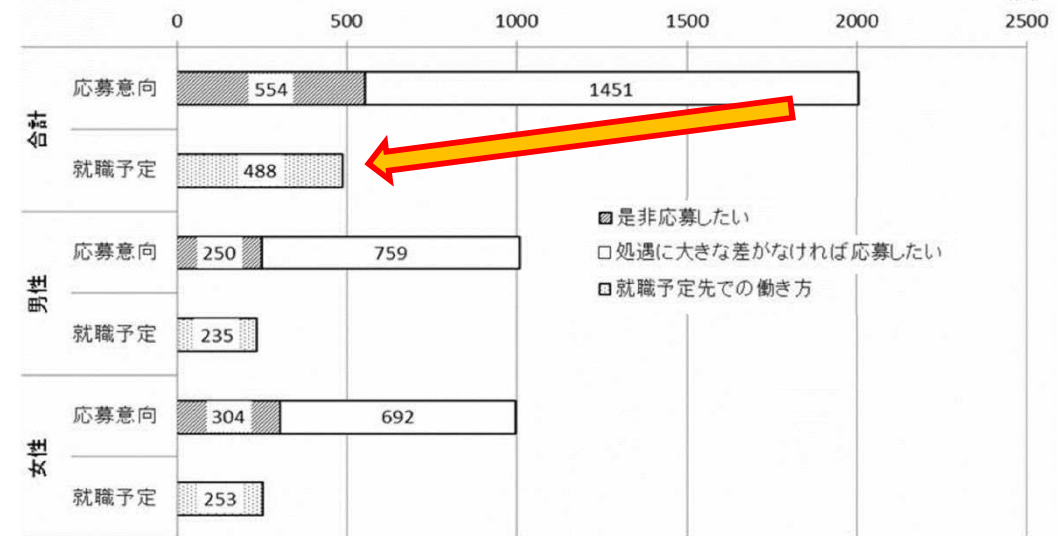 0 500 1000 1500 2000 2500
合計
応募意向 554 1451
就職予定 488
是非応募したい
処遇に大きな差がなければ応募したい
就職予定先での働き方
男性
応募意向 250 759
就職予定 235
女性
応募意向 304 692
就職予定 253